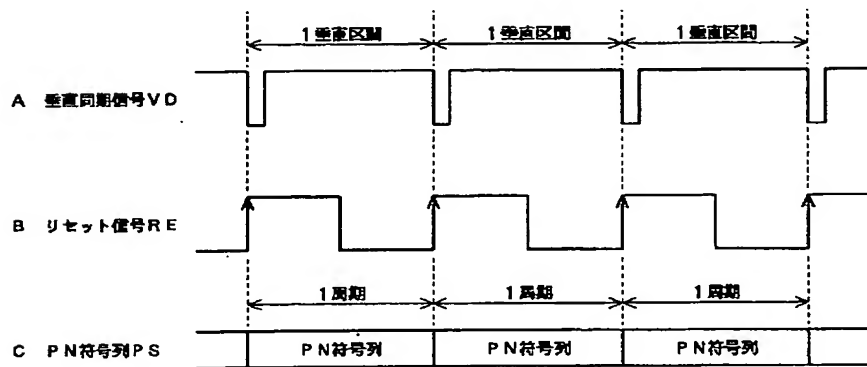 1垂直区間 1垂直区間 1垂直区間
A 垂直同期信号VD
B リセット信号RE
1周期 1周期 1周期
C PN符号列PS PN符号列 PN符号列 PN符号列